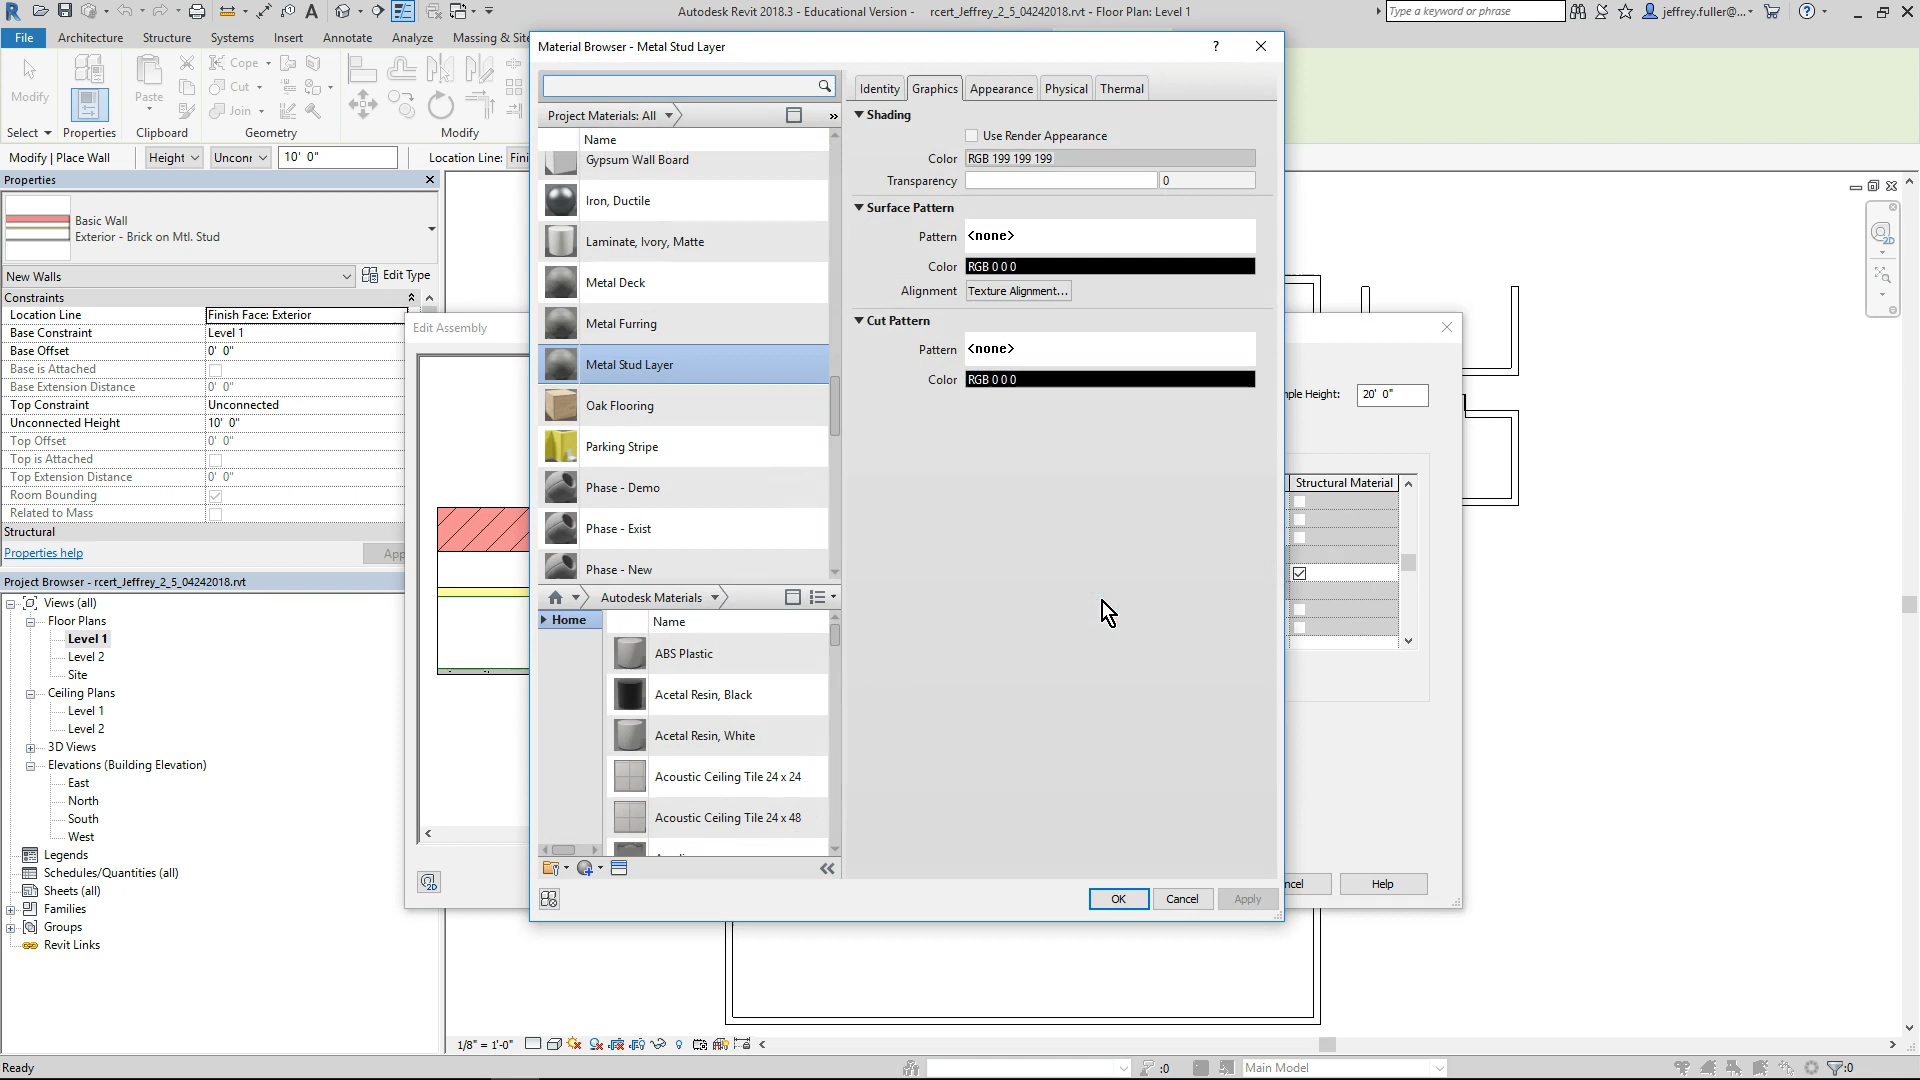 Autodesk Revit 2018.3 - Educational Version - rcert_Jeffrey_2_5_04242018.rvt - Floor Plan: Level 1
Type a keyword or phrase
jeffrey.fuller@...
File Architecture Structure Systems Insert Annotate Analyze Massing & Site
Modify
Paste
Cope
Cut
Join
Select Properties Clipboard Geometry Modify
Modify | Place Wall Height Unconr 10' 0" Location Line:
Properties
Basic Wall
Exterior - Brick on Mtl. Stud
New Walls Edit Type
Constraints
Location Line Finish Face: Exterior
Base Constraint Level 1
Base Offset 0' 0"
Base is Attached
Base Extension Distance 0' 0"
Top Constraint Unconnected
Unconnected Height 10' 0"
Top Offset 0' 0"
Top is Attached
Top Extension Distance 0' 0"
Room Bounding
Related to Mass
Structural
Properties help
Project Browser - rcert_Jeffrey_2_5_04242018.rvt
Views (all)
Floor Plans
Level 1
Level 2
Site
Ceiling Plans
Level 1
Level 2
3D Views
Elevations (Building Elevation)
East
North
South
West
Legends
Schedules/Quantities (all)
Sheets (all)
Families
Groups
Revit Links
Edit Assembly
Height: 20' 0"
Structural Material
Help
Material Browser - Metal Stud Layer
?
Project Materials: All
Name
Gypsum Wall Board
Iron, Ductile
Laminate, Ivory, Matte
Metal Deck
Metal Furring
Metal Stud Layer
Oak Flooring
Parking Stripe
Phase - Demo
Phase - Exist
Phase - New
Autodesk Materials
Home
Name
ABS Plastic
Acetal Resin, Black
Acetal Resin, White
Acoustic Ceiling Tile 24 x 24
Acoustic Ceiling Tile 24 x 48
Identity Graphics Appearance Physical Thermal
Shading
Use Render Appearance
Color RGB 199 199 199
Transparency 0
Surface Pattern
Pattern <none>
Color RGB 0 0 0
Alignment Texture Alignment...
Cut Pattern
Pattern <none>
Color RGB 0 0 0
OK Cancel Apply
1/8" = 1'-0"
Ready
:0
Main Model
:0